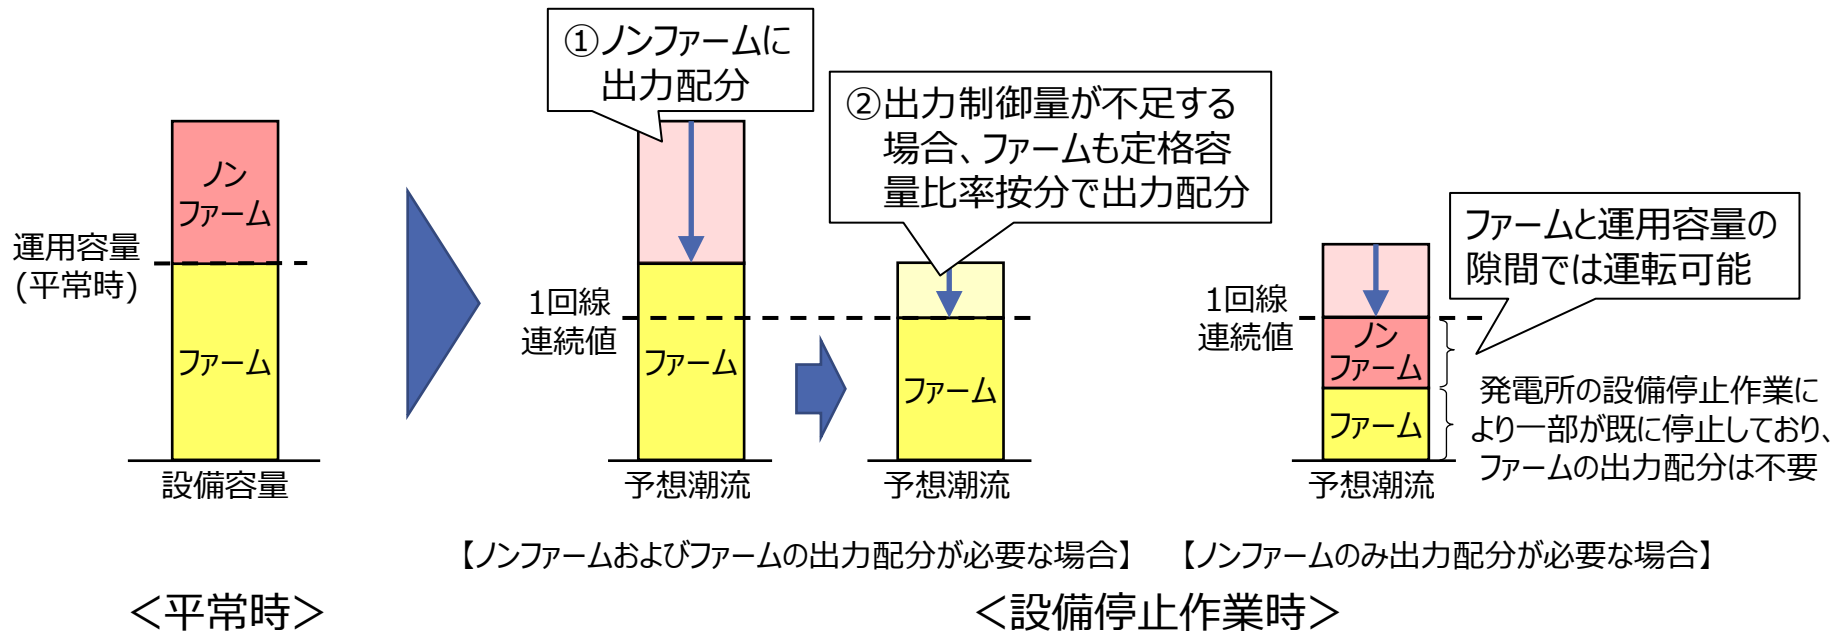 ノン
ファーム
運用容量
(平常時)
ファーム
設備容量
＜平常時＞
①ノンファームに
出力配分
1回線
連続値
ファーム
予想潮流
②出力制御量が不足する
場合、ファームも定格容
量比率按分で出力配分
ファーム
予想潮流
【ノンファームおよびファームの出力配分が必要な場合】
ファームと運用容量の
隙間では運転可能
1回線
連続値
ノン
ファーム
ファーム
発電所の設備停止作業に
より一部が既に停止しており、
ファームの出力配分は不要
予想潮流
【ノンファームのみ出力配分が必要な場合】
＜設備停止作業時＞